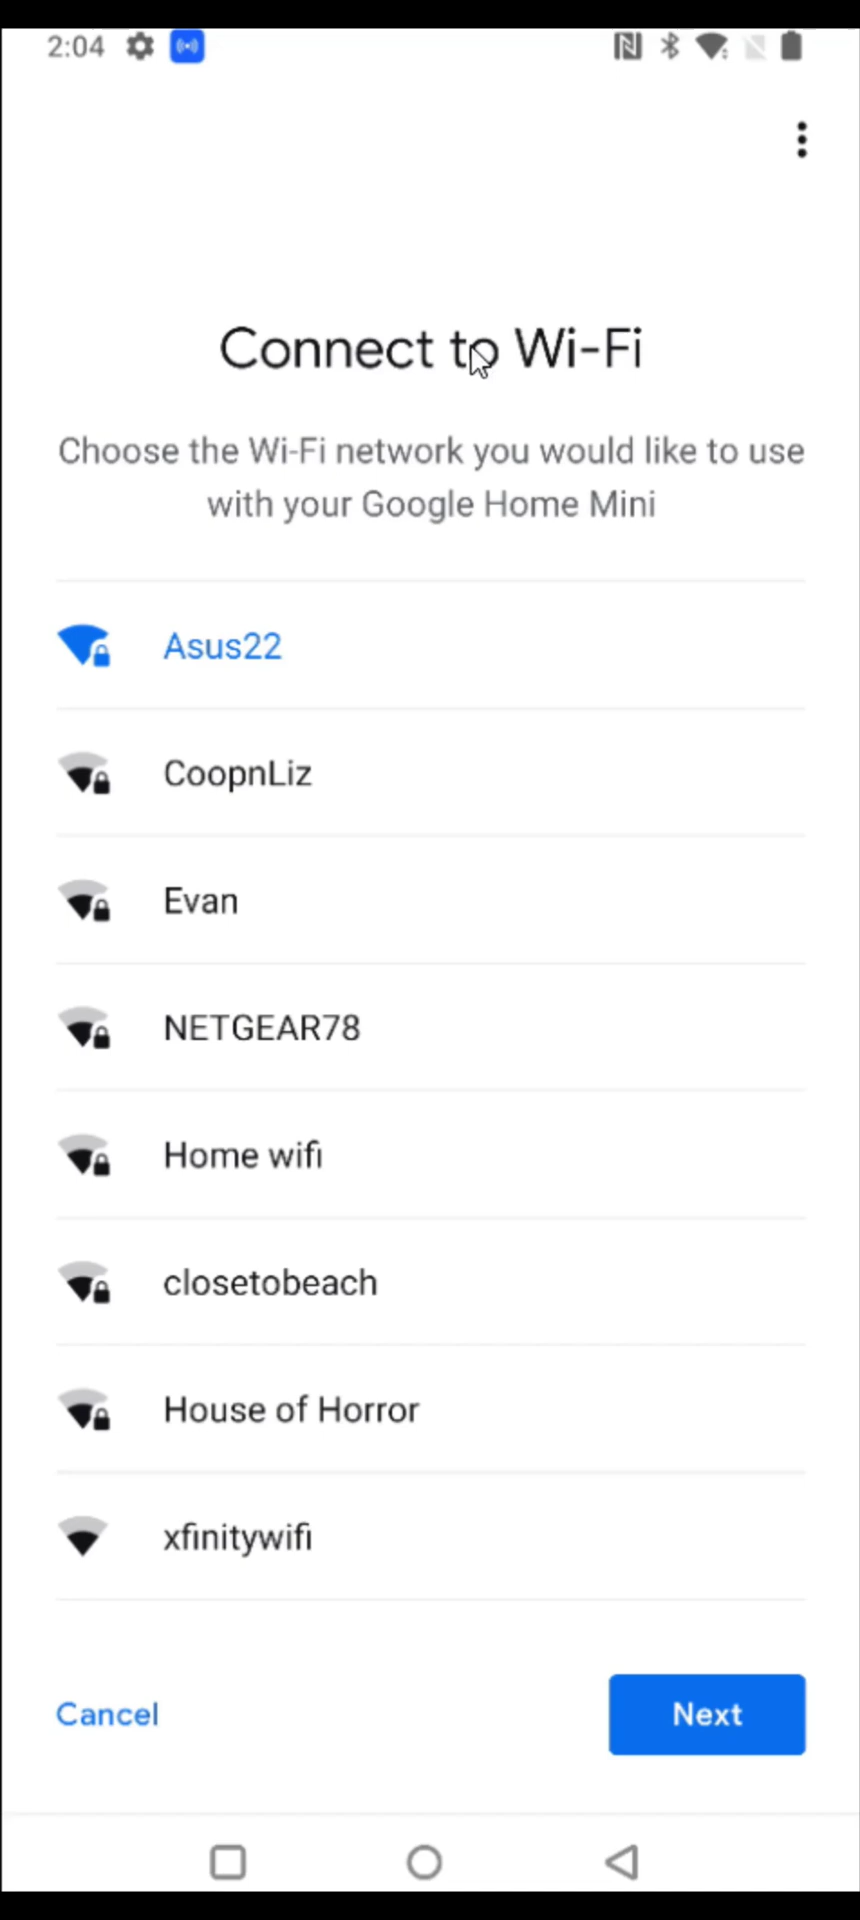 2:04
Connect to Wi-Fi
Choose the Wi-Fi network you would like to use
with your Google Home Mini
Asus22
CoopnLiz
Evan
NETGEAR78
Home wifi
closetobeach
House of Horror
xfinitywifi
Cancel
Next